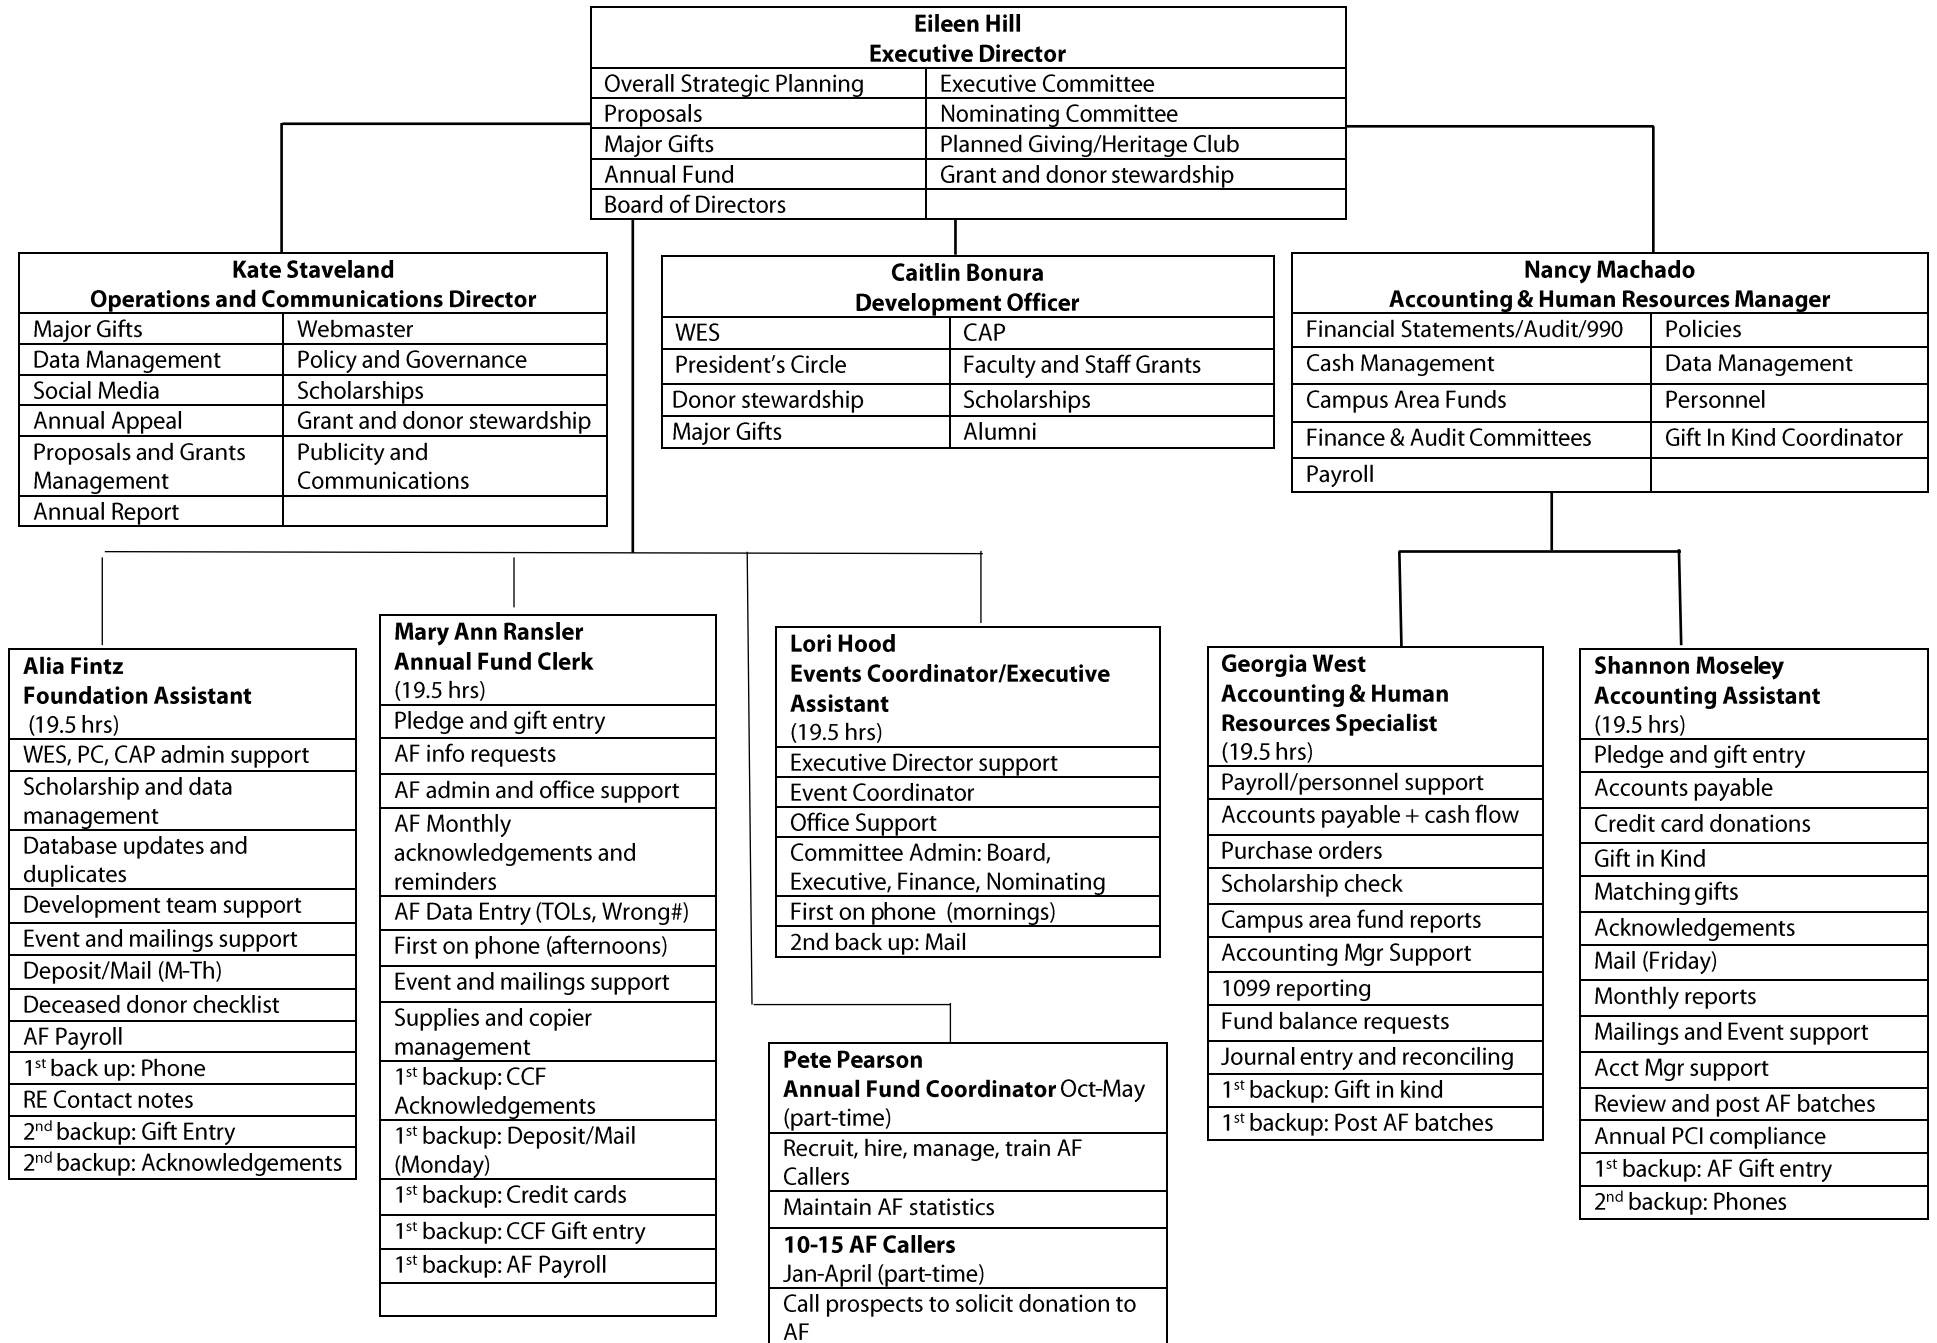 Eileen Hill
Executive Director
Overall Strategic Planning
Executive Committee
Proposals
Nominating Committee
Major Gifts
Planned Giving/Heritage Club
Annual Fund
Grant and donor stewardship
Board of Directors
Kate Staveland
Operations and Communications Director
Major Gifts
Webmaster
Data Management
Policy and Governance
Social Media
Scholarships
Annual Appeal
Grant and donor stewardship
Proposals and Grants
Management
Publicity and
Communications
Annual Report
Caitlin Bonura
Development Officer
WES
CAP
President’s Circle
Faculty and Staff Grants
Donor stewardship
Scholarships
Major Gifts
Alumni
Nancy Machado
Accounting & Human Resources Manager
Financial Statements/Audit/990
Policies
Cash Management
Data Management
Campus Area Funds
Personnel
Finance & Audit Committees
Gift In Kind Coordinator
Payroll
Alia Fintz
Foundation Assistant
(19.5 hrs)
WES, PC, CAP admin support
Scholarship and data
management
Database updates and
duplicates
Development team support
Event and mailings support
Deposit/Mail (M-Th)
Deceased donor checklist
AF Payroll
1st back up: Phone
RE Contact notes
2nd backup: Gift Entry
2nd backup: Acknowledgements
Mary Ann Ransler
Annual Fund Clerk
(19.5 hrs)
Pledge and gift entry
AF info requests
AF admin and office support
AF Monthly
acknowledgements and
reminders
AF Data Entry (TOLs, Wrong#)
First on phone (afternoons)
Event and mailings support
Supplies and copier
management
1st backup: CCF
Acknowledgements
1st backup: Deposit/Mail
(Monday)
1st backup: Credit cards
1st backup: CCF Gift entry
1st backup: AF Payroll
Lori Hood
Events Coordinator/Executive
Assistant
(19.5 hrs)
Executive Director support
Event Coordinator
Office Support
Committee Admin: Board,
Executive, Finance, Nominating
First on phone (mornings)
2nd back up: Mail
Pete Pearson
Annual Fund Coordinator Oct-May
(part-time)
Recruit, hire, manage, train AF
Callers
Maintain AF statistics
10-15 AF Callers
Jan-April (part-time)
Call prospects to solicit donation to
AF
Georgia West
Accounting & Human
Resources Specialist
(19.5 hrs)
Payroll/personnel support
Accounts payable + cash flow
Purchase orders
Scholarship check
Campus area fund reports
Accounting Mgr Support
1099 reporting
Fund balance requests
Journal entry and reconciling
1st backup: Gift in kind
1st backup: Post AF batches
Shannon Moseley
Accounting Assistant
(19.5 hrs)
Pledge and gift entry
Accounts payable
Credit card donations
Gift in Kind
Matching gifts
Acknowledgements
Mail (Friday)
Monthly reports
Mailings and Event support
Acct Mgr support
Review and post AF batches
Annual PCI compliance
1st backup: AF Gift entry
2nd backup: Phones